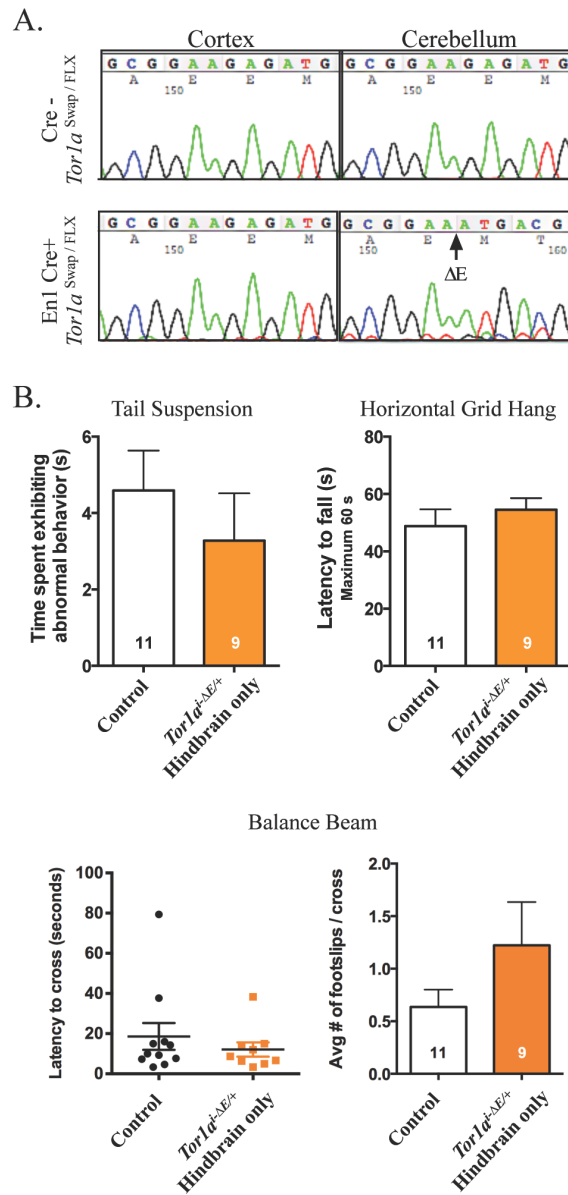 A.
Cortex Cerebellum
Cre -
Tor1a Swap / FLX
G C G G A A G A G A T G G C G G A A G A G A T G
A E E M A E E M
150 150
En1 Cre+
Tor1a Swap / FLX
G C G G A A G A G A T G G C G G A A A T G A C G
A E E M A E M T
150 150 160
ΔE
B.
Tail Suspension
Time spent exhibiting
abnormal behavior (s)
6
4
2
0
11 9
Control
Tor1a i-ΔE/+
Hindbrain only
Horizontal Grid Hang
Latency to fall (s)
Maximum 60 s
80
60
40
20
0
11 9
Control
Tor1a i-ΔE/+
Hindbrain only
Balance Beam
Latency to cross (seconds)
100
80
60
40
20
0
Control
Tor1a i-ΔE/+
Hindbrain only
Avg # of footslips / cross
2.0
1.5
1.0
0.5
0.0
11 9
Control
Tor1a i-ΔE/+
Hindbrain only